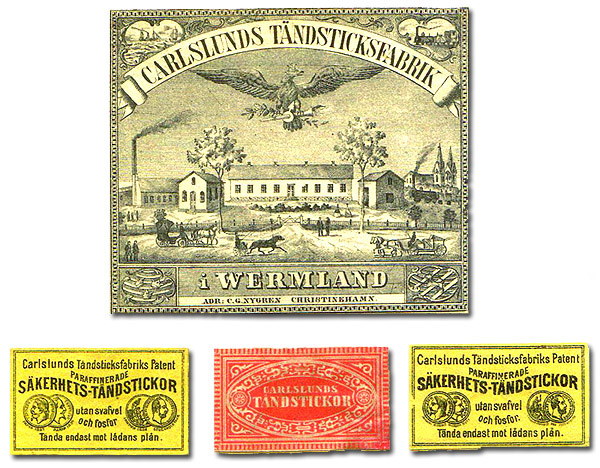 CARLSLUNDS TÄNDSTICKSFABRIK
i WERMLAND
ADR: C.G. NYGREN CHRISTINEHAMN.
Carlslunds Tändsticksfabriks Patent
PARAFFINERADE
SÄKERHETS-TÄNDSTICKOR
utan svafvel
och fosfor.
Tända endast mot lådans plån.
CARLSLUNDS
TÄNDSTICKOR
Carlslunds Tändsticksfabriks Patent
PARAFFINERADE
SÄKERHETS-TÄNDSTICKOR
utan svafvel
och fosfor.
Tända endast mot lådans plån.